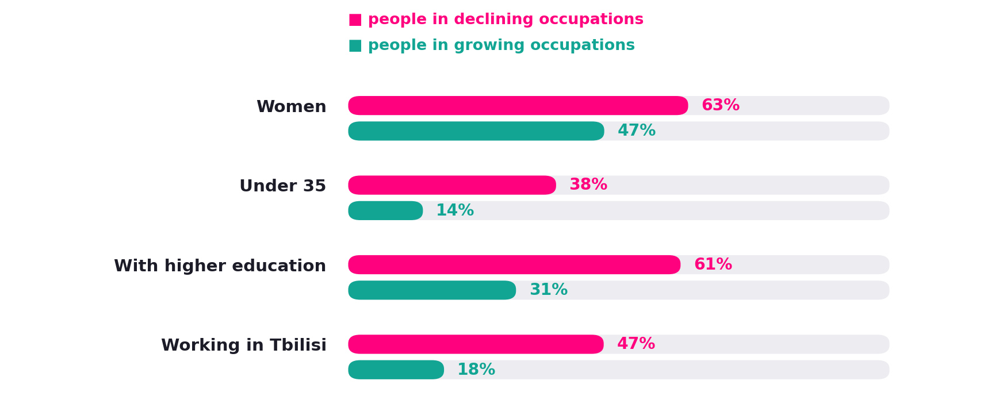 people in declining occupations
people in growing occupations
Women
63%
47%
Under 35
38%
14%
With higher education
61%
31%
Working in Tbilisi
47%
18%